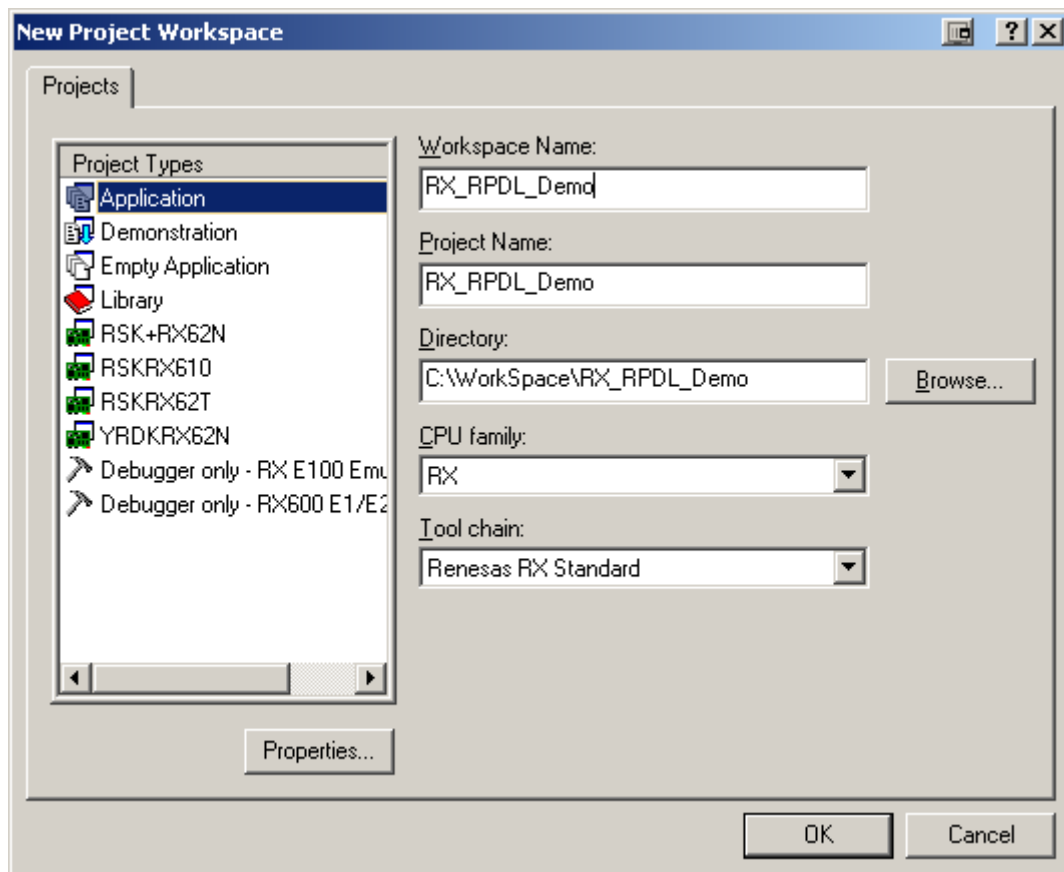 New Project Workspace
Projects
Project Types
Application
Demonstration
Empty Application
Library
RSK+RX62N
RSKRX610
RSKRX62T
YRDKRX62N
Debugger only - RX E100 Emu
Debugger only - RX600 E1/E2
Properties...
Workspace Name:
RX_RPDL_Demo
Project Name:
RX_RPDL_Demo
Directory:
C:\WorkSpace\RX_RPDL_Demo
Browse...
CPU family:
RX
Tool chain:
Renesas RX Standard
OK
Cancel